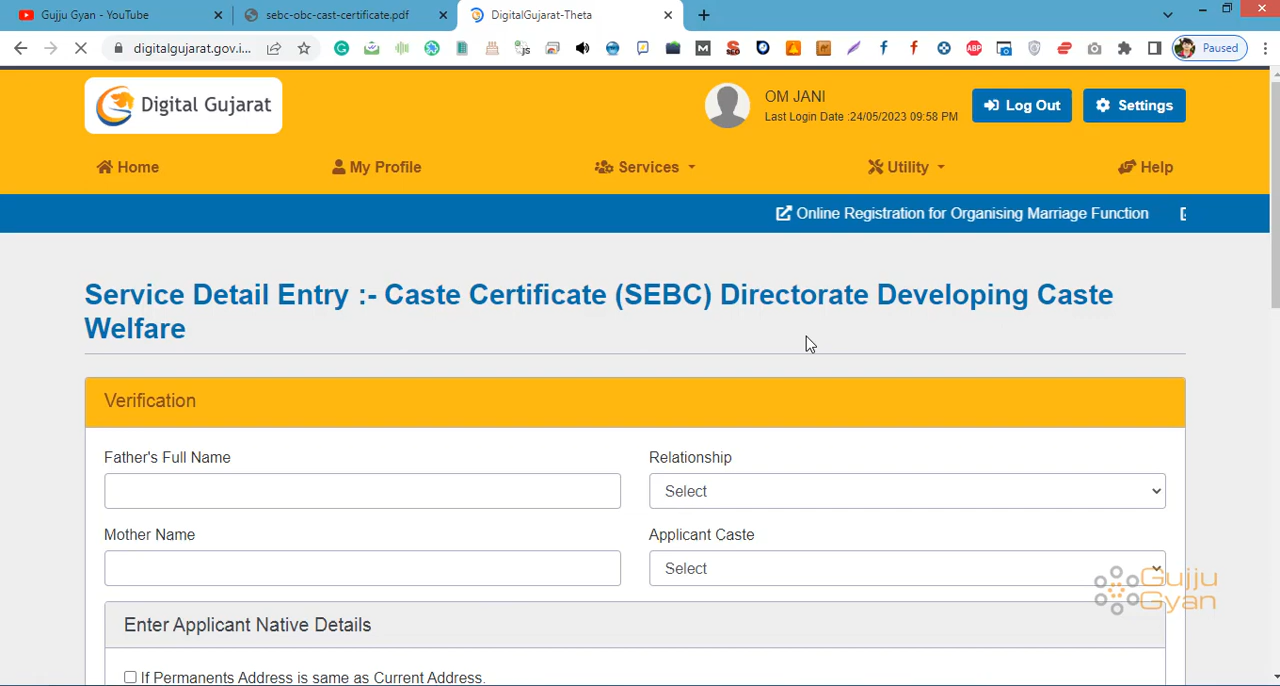 Gujju Gyan - YouTube
sebc-obc-cast-certificate.pdf
DigitalGujarat-Theta
digitalgujarat.gov.i...
Paused
Digital Gujarat
OM JANI
Last Login Date :24/05/2023 09:58 PM
Log Out
Settings
Home
My Profile
Services
Utility
Help
Online Registration for Organising Marriage Function
Service Detail Entry :- Caste Certificate (SEBC) Directorate Developing Caste
Welfare
Verification
Father's Full Name
Relationship
Select
Mother Name
Applicant Caste
Select
Gujju
Gyan
Enter Applicant Native Details
If Permanents Address is same as Current Address.